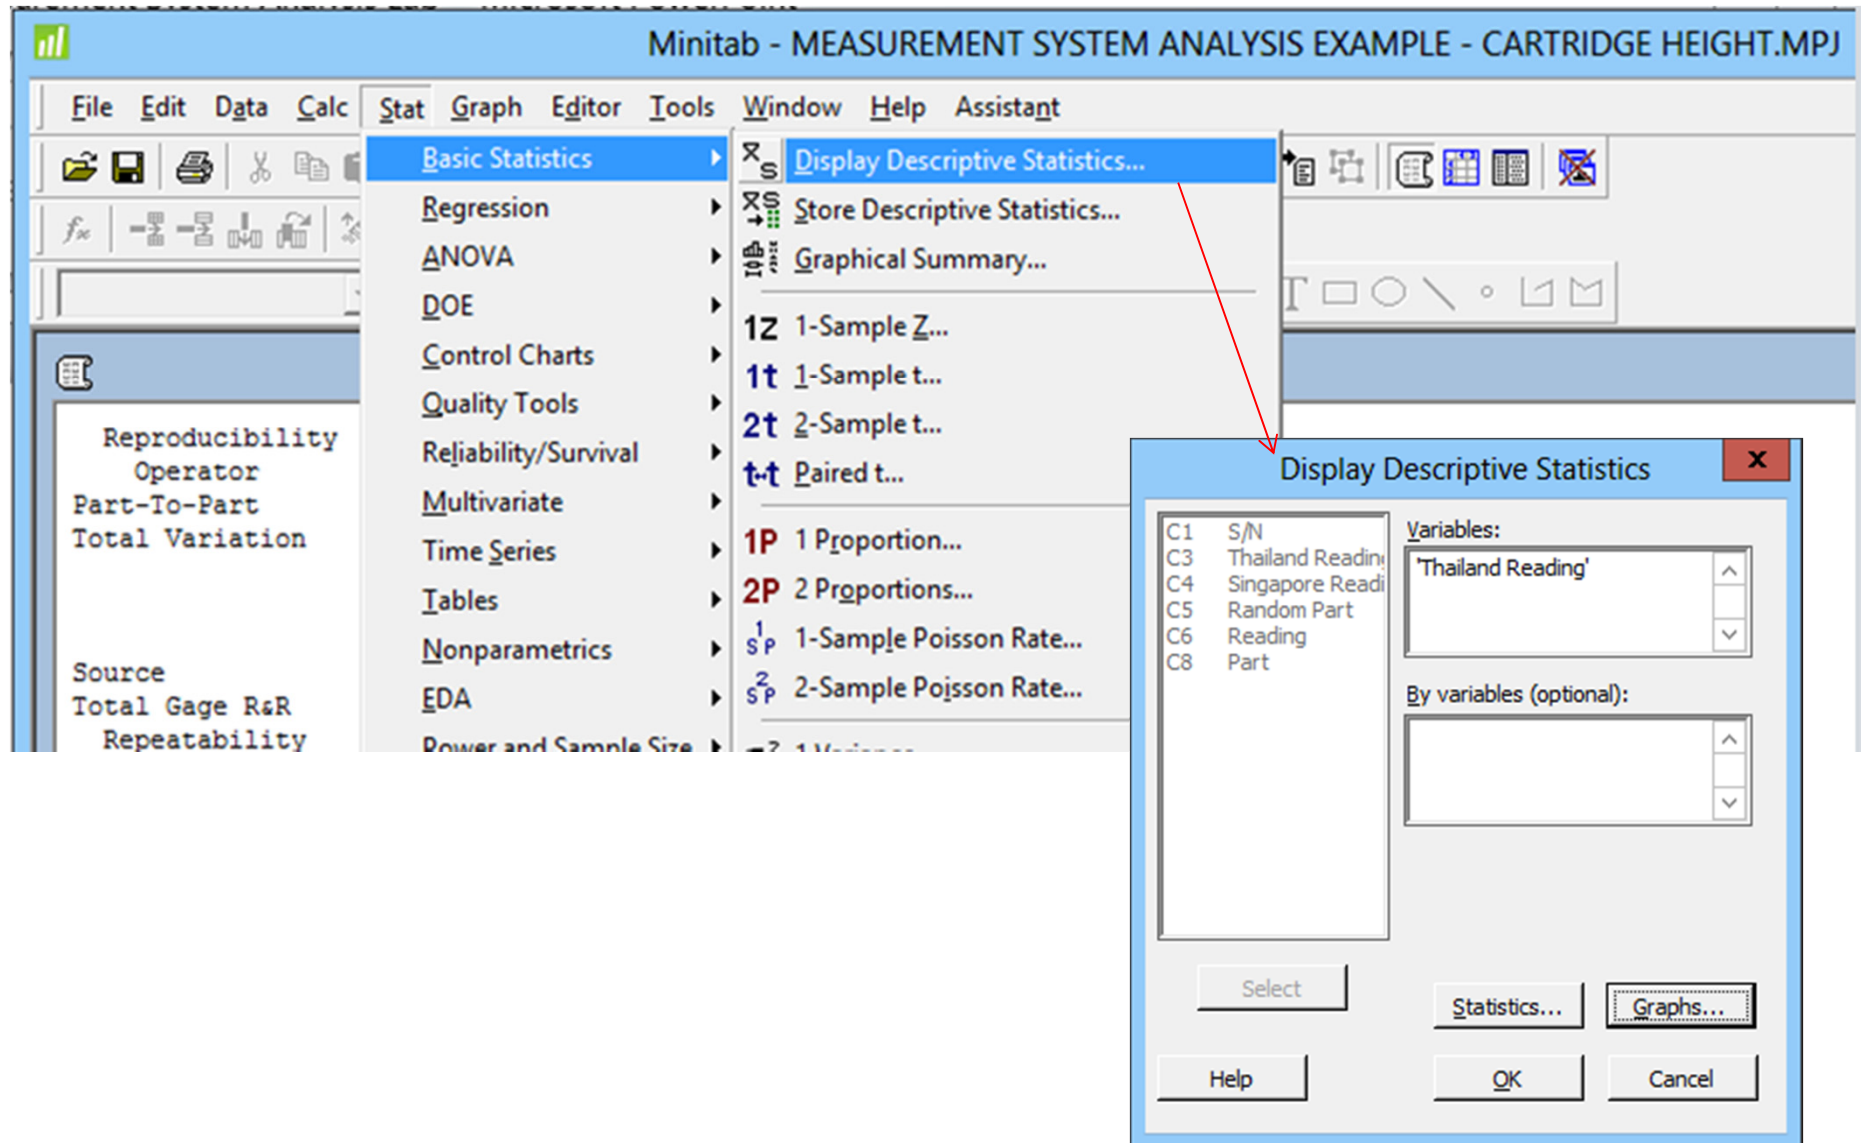 Minitab - MEASUREMENT SYSTEM ANALYSIS EXAMPLE - CARTRIDGE HEIGHT.MPJ
File Edit Data Calc Stat Graph Editor Tools Window Help Assistant
Basic Statistics
Regression
ANOVA
DOE
Control Charts
Quality Tools
Reliability/Survival
Multivariate
Time Series
Tables
Nonparametrics
EDA
Power and Sample Size
Display Descriptive Statistics...
Store Descriptive Statistics...
Graphical Summary...
1Z 1-Sample Z...
1t 1-Sample t...
2t 2-Sample t...
t-t Paired t...
1P 1 Proportion...
2P 2 Proportions...
1-Sample Poisson Rate...
2-Sample Poisson Rate...
Reproducibility
Operator
Part-To-Part
Total Variation
Source
Total Gage R&R
Repeatability
Display Descriptive Statistics
C1 S/N
C3 Thailand Reading
C4 Singapore Readi
C5 Random Part
C6 Reading
C8 Part
Variables:
'Thailand Reading'
By variables (optional):
Select
Statistics...
Graphs...
Help
OK
Cancel